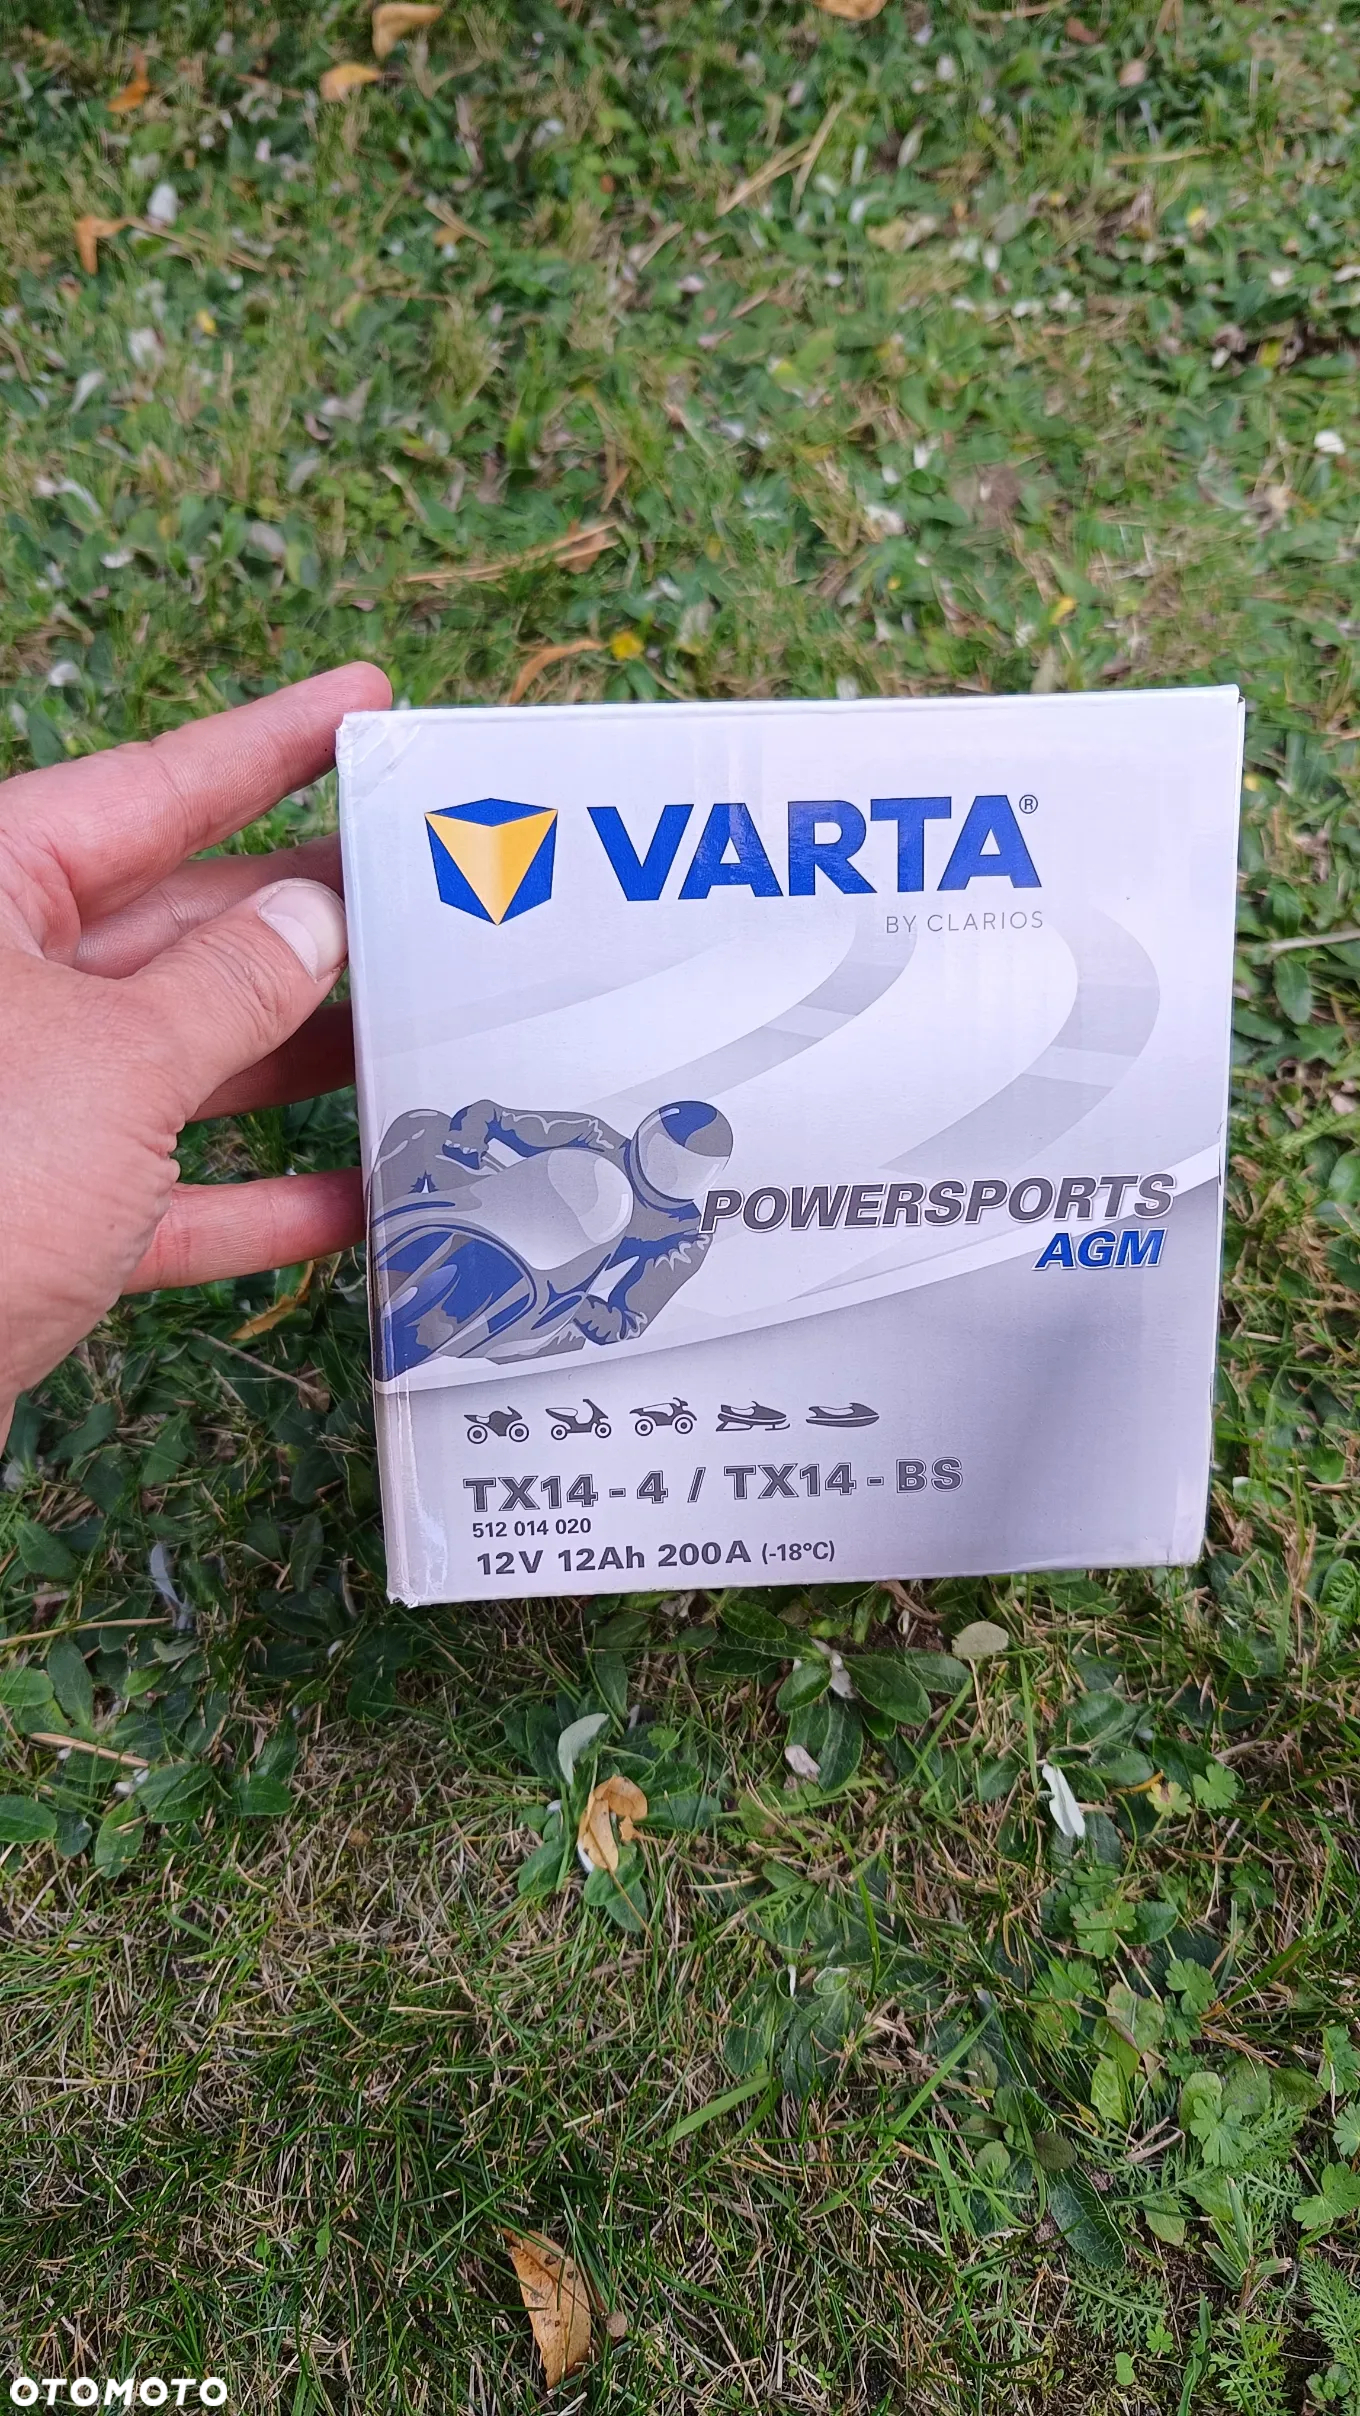 VARTA®
BY CLARIOS
POWERSPORTS
AGM
TX14-4 / TX14-BS
512 014 020
12V 12Ah 200A (-18°C)
OTOMOTO